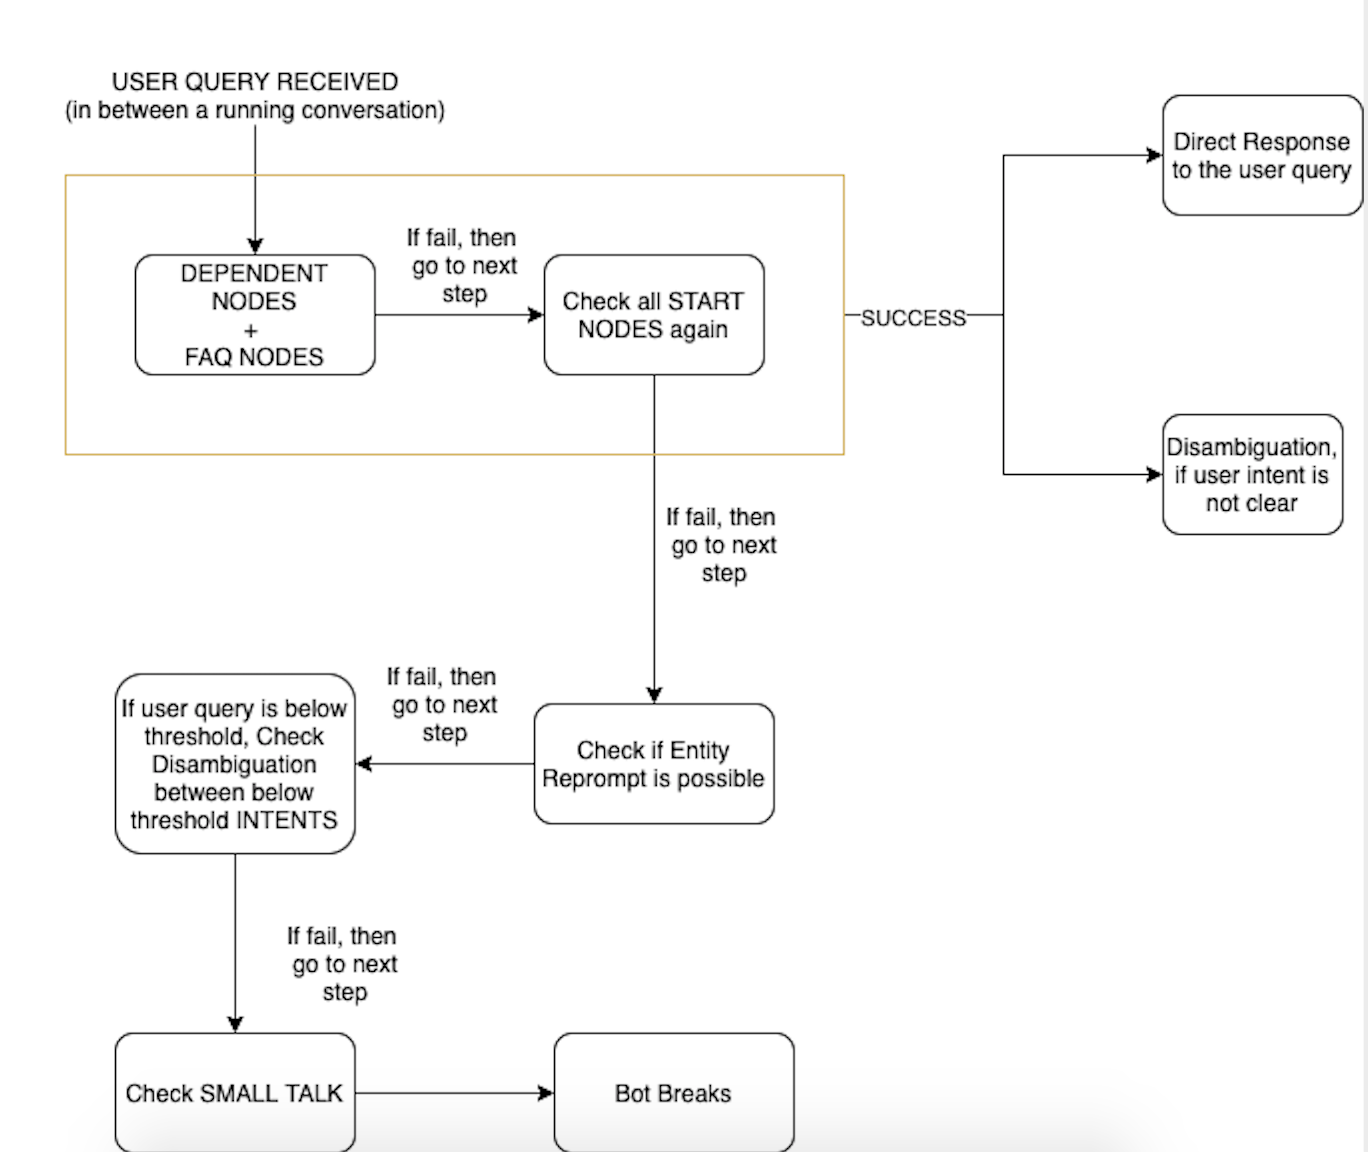 USER QUERY RECEIVED
(in between a running conversation)
DEPENDENT
NODES
+
FAQ NODES
If fail, then
go to next
step
Check all START
NODES again
SUCCESS
Direct Response
to the user query
Disambiguation,
if user intent is
not clear
If fail, then
go to next
step
Check if Entity
Reprompt is possible
If fail, then
go to next
step
If user query is below
threshold, Check
Disambiguation
between below
threshold INTENTS
If fail, then
go to next
step
Check SMALL TALK
Bot Breaks